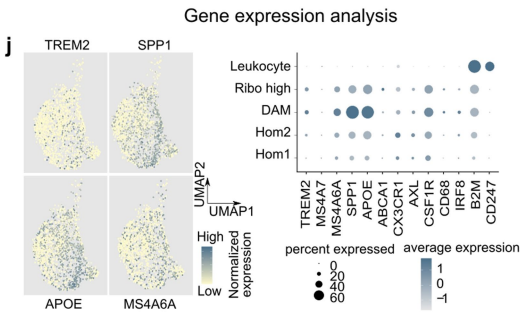 Gene expression analysis
j
TREM2 SPP1
APOE MS4A6A
UMAP2
UMAP1
High
Low
Normalized
expression
Leukocyte
Ribo high
DAM
Hom2
Hom1
TREM2
MS4A7
MS4A6A
SPP1
APOE
ABCA1
CX3CR1
AXL
CSF1R
CD68
IRF8
B2M
CD247
percent expressed
0
20
40
60
average expression
1
0
−1